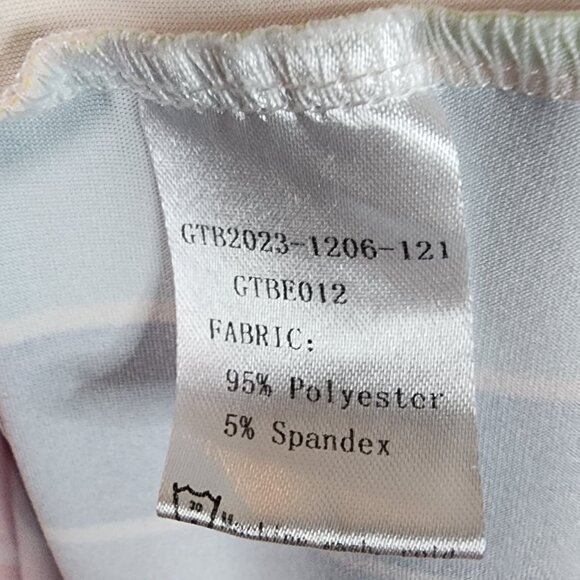 GTB2023-1206-121
GTBE012
FABRIC:
95% Polyester
5% Spandex